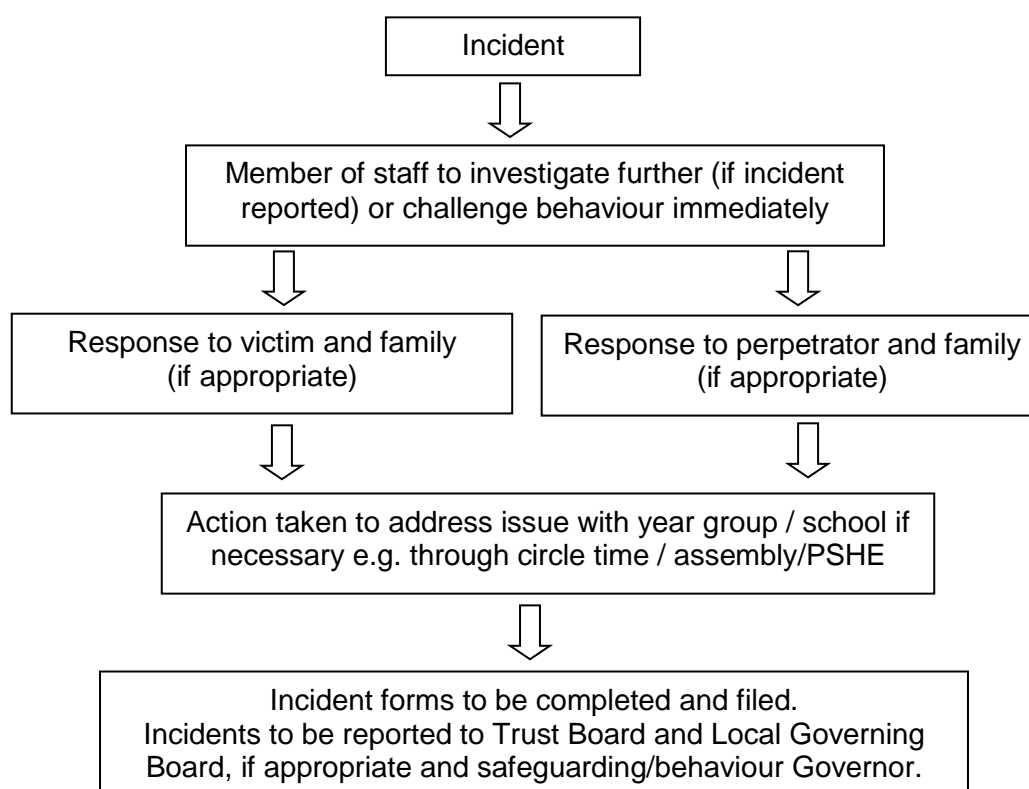 Incident
Member of staff to investigate further (if incident
reported) or challenge behaviour immediately
Response to victim and family
(if appropriate)
Response to perpetrator and family
(if appropriate)
Action taken to address issue with year group / school if
necessary e.g. through circle time / assembly/PSHE
Incident forms to be completed and filed.
Incidents to be reported to Trust Board and Local Governing
Board, if appropriate and safeguarding/behaviour Governor.